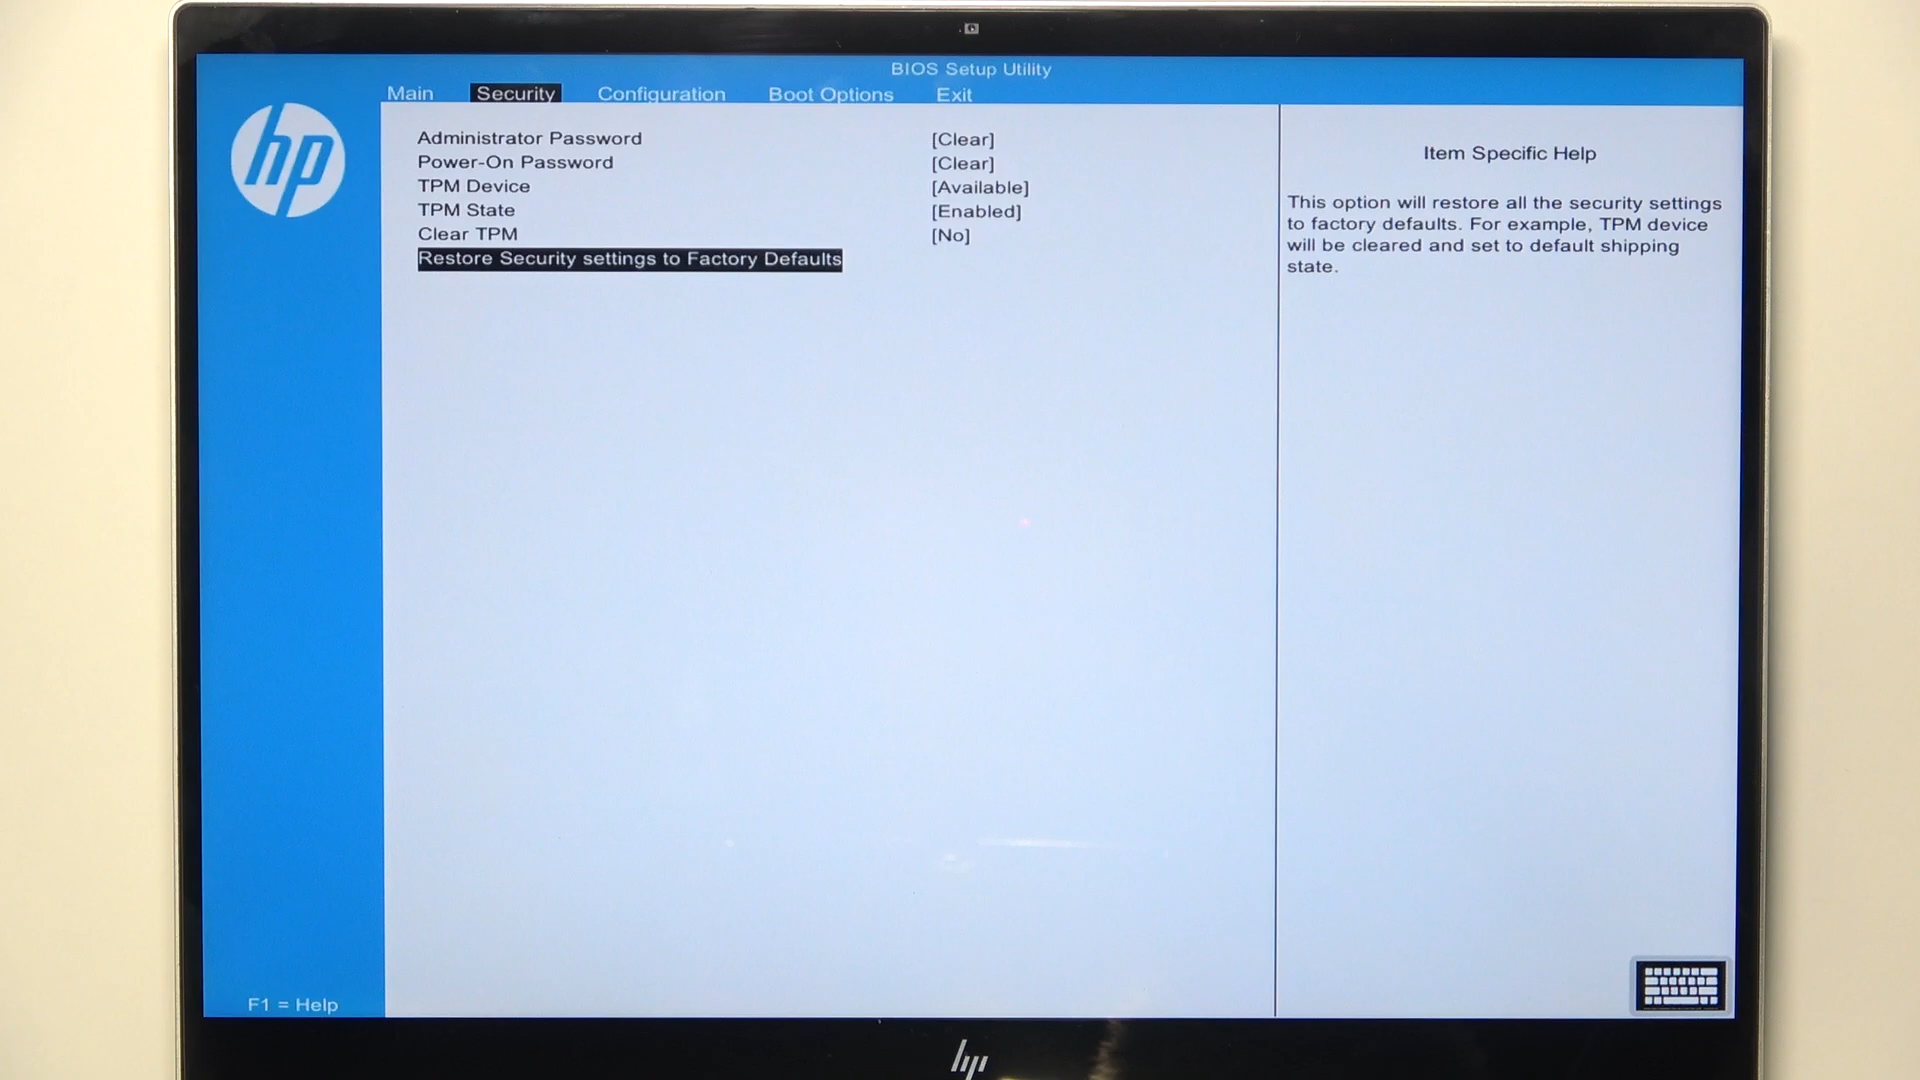 BIOS Setup Utility
Main Security Configuration Boot Options Exit
hp
Administrator Password [Clear]
Power-On Password [Clear]
TPM Device [Available]
TPM State [Enabled]
Clear TPM [No]
Restore Security settings to Factory Defaults
Item Specific Help
This option will restore all the security settings
to factory defaults. For example, TPM device
will be cleared and set to default shipping
state.
F1 = Help
hp